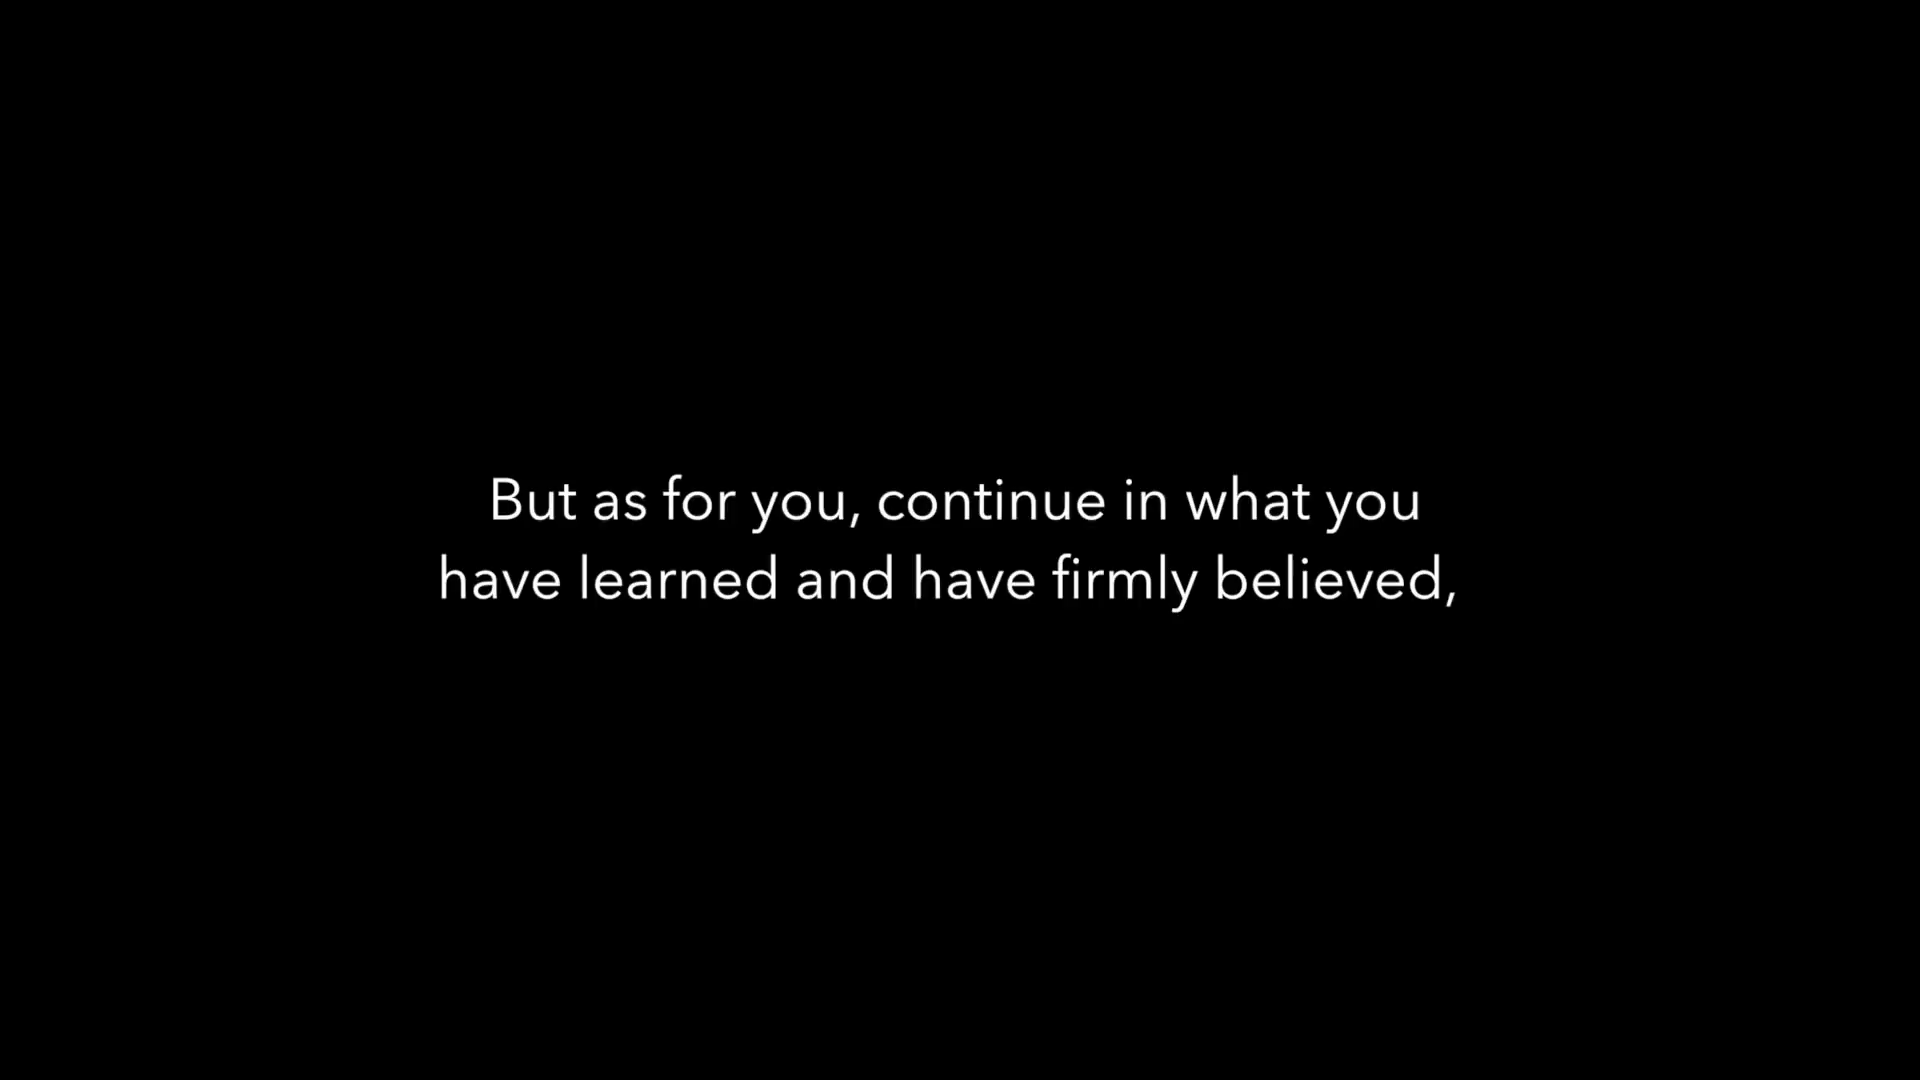 But as for you, continue in what you
have learned and have firmly believed,